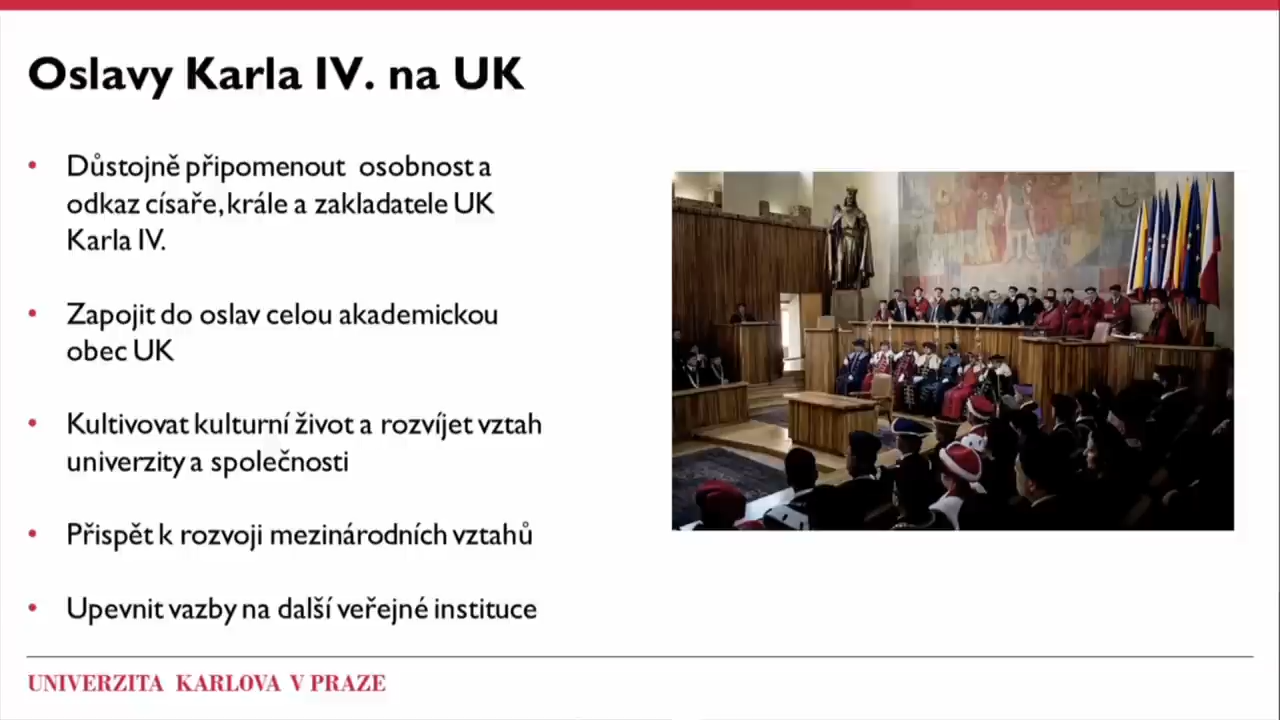 Oslavy Karla IV. na UK
• Důstojně připomenout osobnost a
odkaz císaře, krále a zakladatele UK
Karla IV.
• Zapojit do oslav celou akademickou
obec UK
• Kultivovat kulturní život a rozvíjet vztah
univerzity a společnosti
• Přispět k rozvoji mezinárodních vztahů
• Upevnit vazby na další veřejné instituce
UNIVERZITA KARLOVA V PRAZE